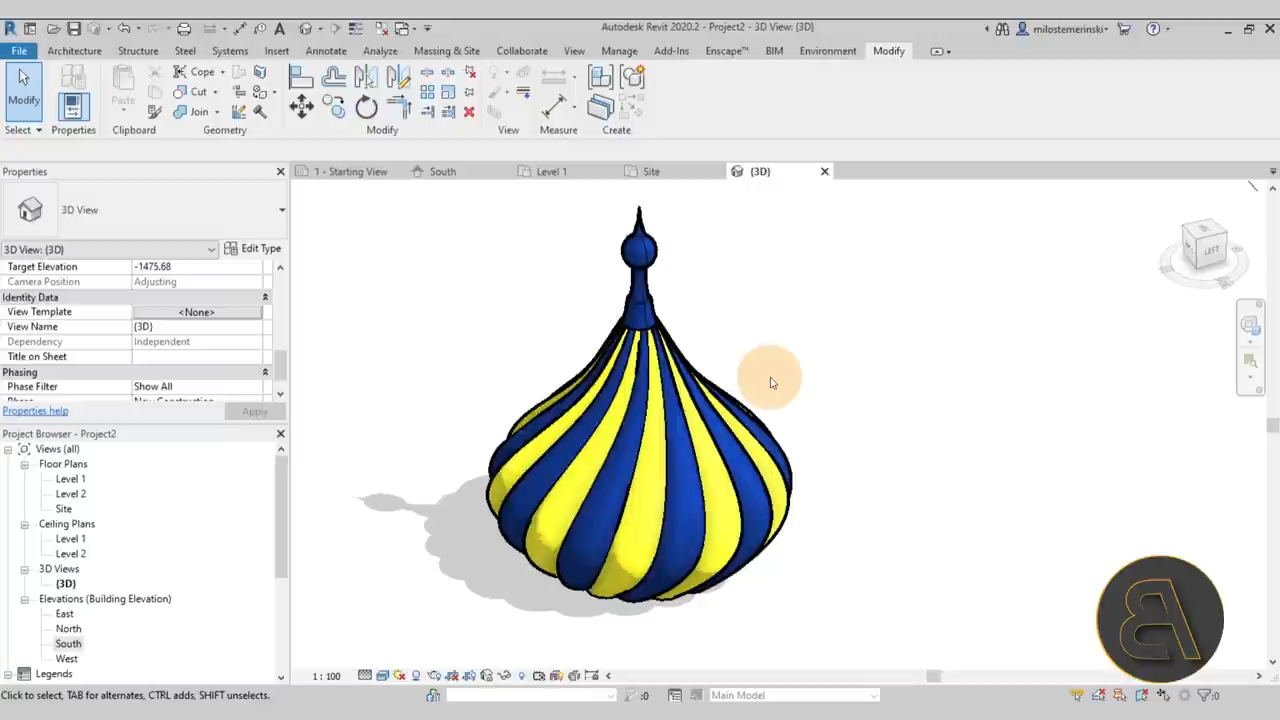 Autodesk Revit 2020.2 - Project2 - 3D View: {3D}
milostemerinski
File Architecture Structure Steel Systems Insert Annotate Analyze Massing & Site Collaborate View Manage Add-Ins Enscape™ BIM Environment Modify
Modify Paste Cope Cut Join
Select Properties Clipboard Geometry Modify View Measure Create
Properties
1 - Starting View South Level 1 Site {3D}
3D View
3D View: {3D} Edit Type
Target Elevation -1475.68
Camera Position Adjusting
Identity Data
View Template <None>
View Name {3D}
Dependency Independent
Title on Sheet
Phasing
Phase Filter Show All
Properties help Apply
Project Browser - Project2
Views (all)
Floor Plans
Level 1
Level 2
Site
Ceiling Plans
Level 1
Level 2
3D Views
{3D}
Elevations (Building Elevation)
East
North
South
West
Legends
LEFT
1 : 100
Click to select, TAB for alternates, CTRL adds, SHIFT unselects.
:0 Main Model :0